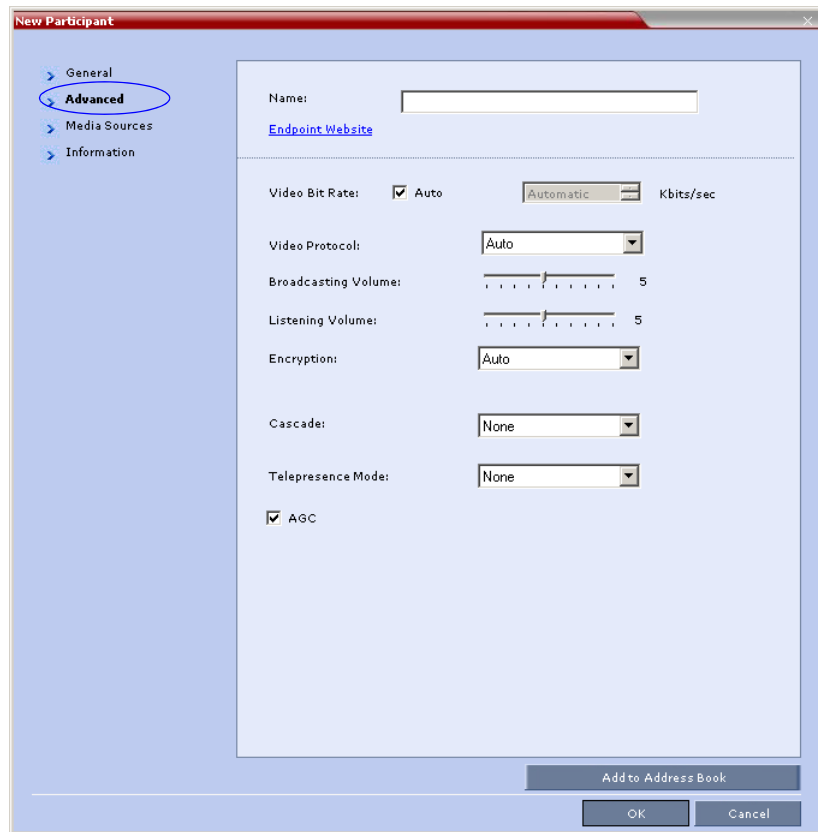 New Participant
General
Advanced
Media Sources
Information
Name:
Endpoint Website
Video Bit Rate: Auto Automatic Kbits/sec
Video Protocol: Auto
Broadcasting Volume: 5
Listening Volume: 5
Encryption: Auto
Cascade: None
Telepresence Mode: None
AGC
Add to Address Book
OK Cancel